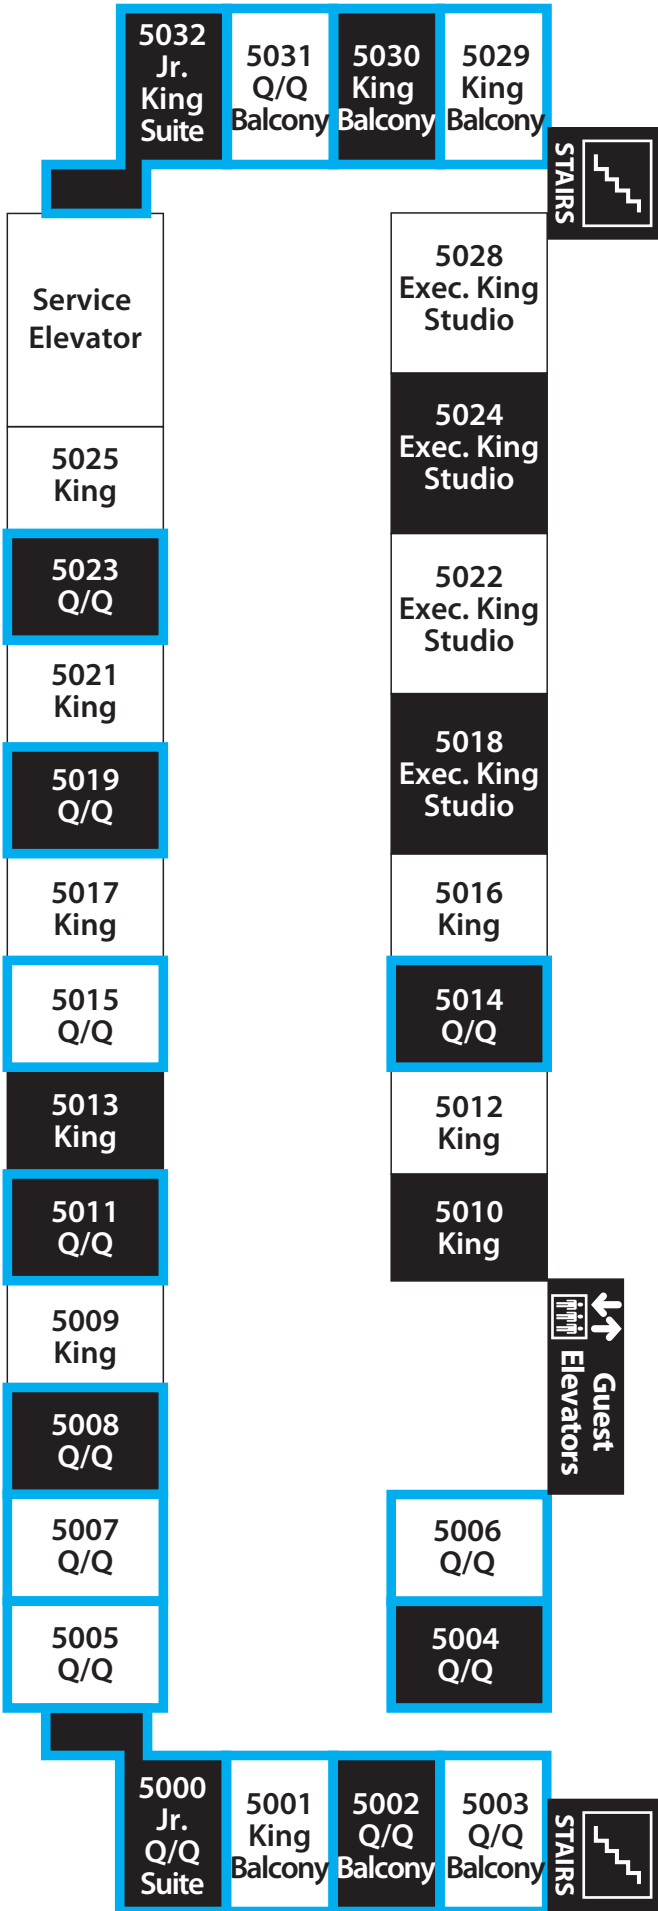 5032
Jr.
King
Suite
5031
Q/Q
Balcony
5030
King
Balcony
5029
King
Balcony
STAIRS
Service
Elevator
5028
Exec. King
Studio
5025
King
5024
Exec. King
Studio
5023
Q/Q
5022
Exec. King
Studio
5021
King
5019
Q/Q
5018
Exec. King
Studio
5017
King
5016
King
5015
Q/Q
5014
Q/Q
5013
King
5012
King
5011
Q/Q
5010
King
5009
King
Guest
Elevators
5008
Q/Q
5007
Q/Q
5006
Q/Q
5005
Q/Q
5004
Q/Q
5000
Jr.
Q/Q
Suite
5001
King
Balcony
5002
Q/Q
Balcony
5003
Q/Q
Balcony
STAIRS